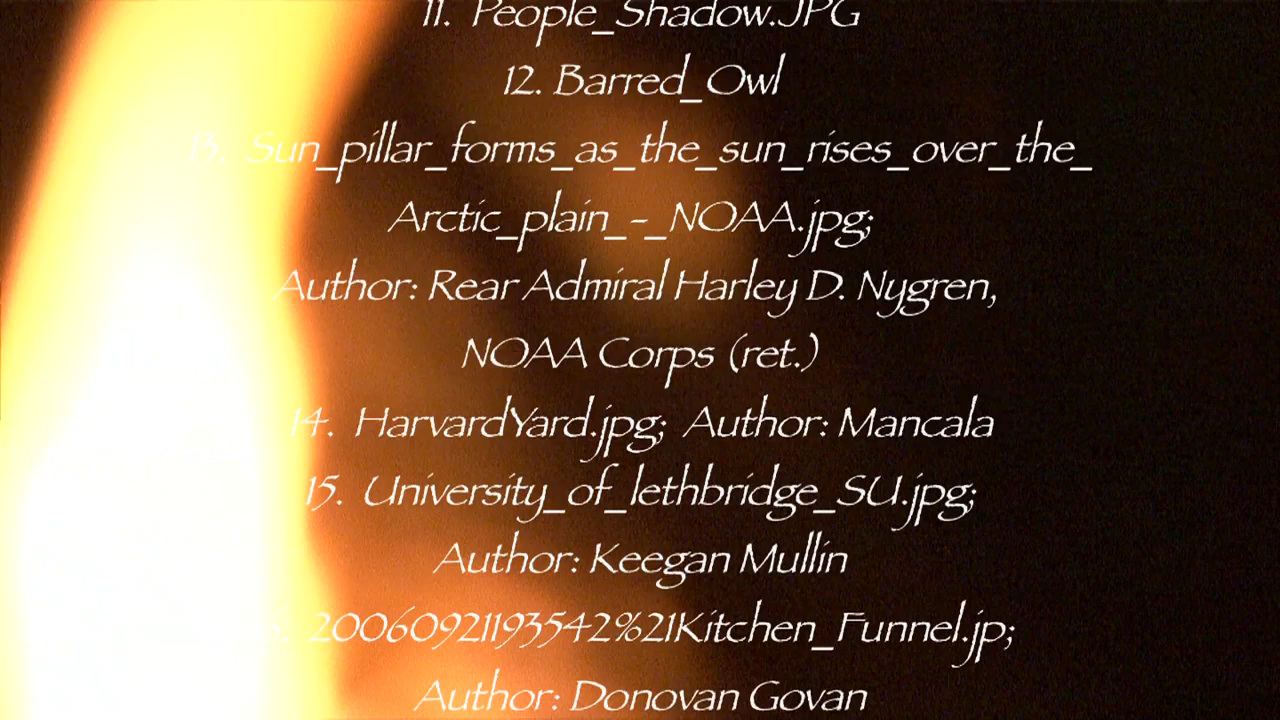 11. People_Shadow.JPG
12. Barred_Owl
13. Sun_pillar_forms_as_the_sun_rises_over_the_
Arctic_plain_-_NOAA.jpg;
Author: Rear Admiral Harley D. Nygren,
NOAA Corps (ret.)
14. HarvardYard.jpg; Author: Mancala
15. University_of_lethbridge_SU.jpg;
Author: Keegan Mullin
16. 20060921193542%21Kitchen_Funnel.jp;
Author: Donovan Govan